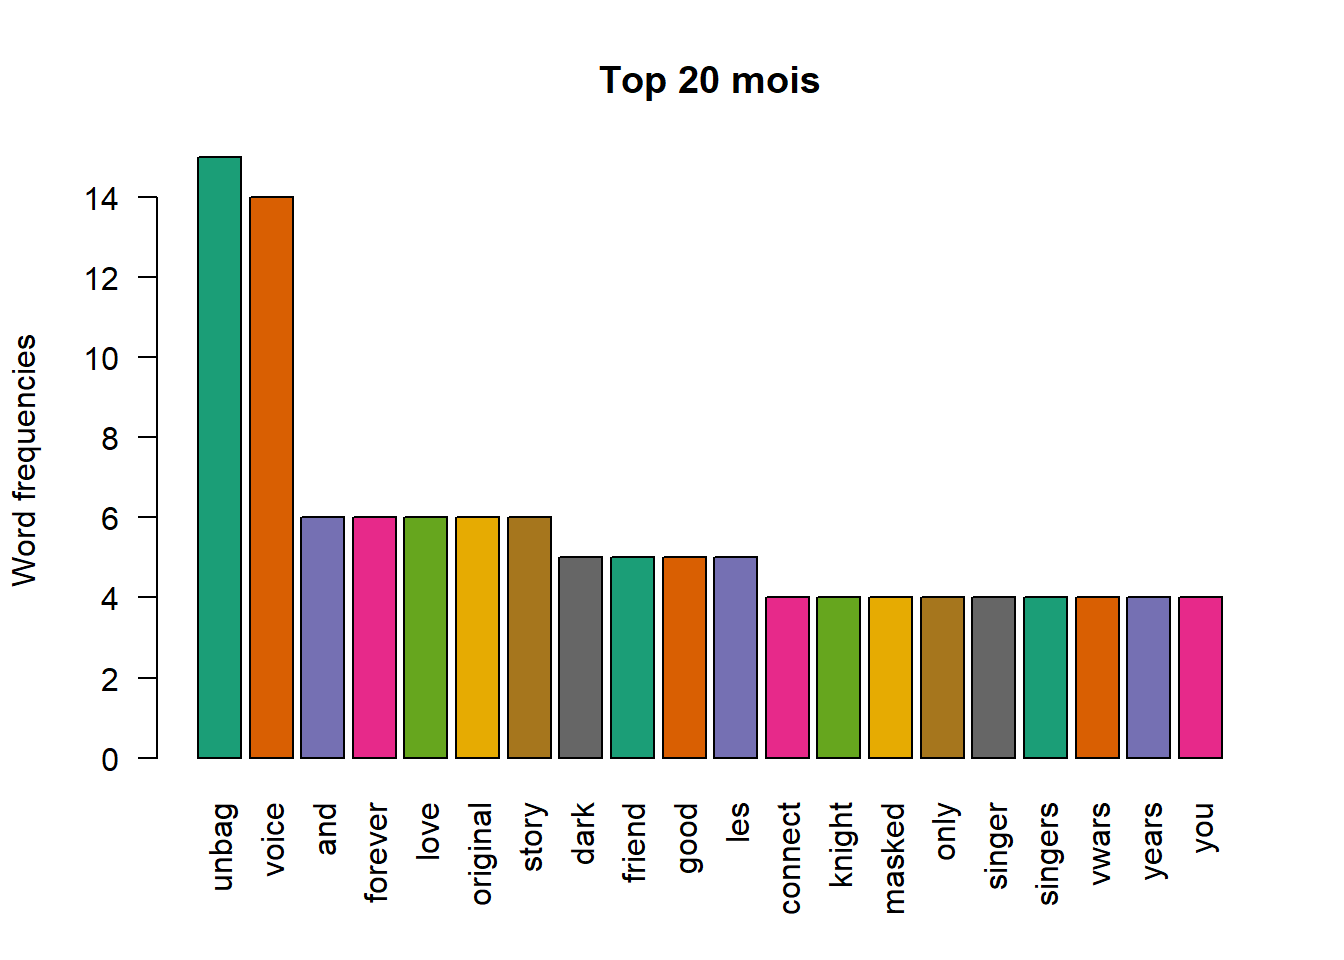 Top 20 mois
Word frequencies
14
12
10
8
6
4
2
0
unbag
voice
and
forever
love
original
story
dark
friend
good
les
connect
knight
masked
only
singer
singers
vwars
years
you